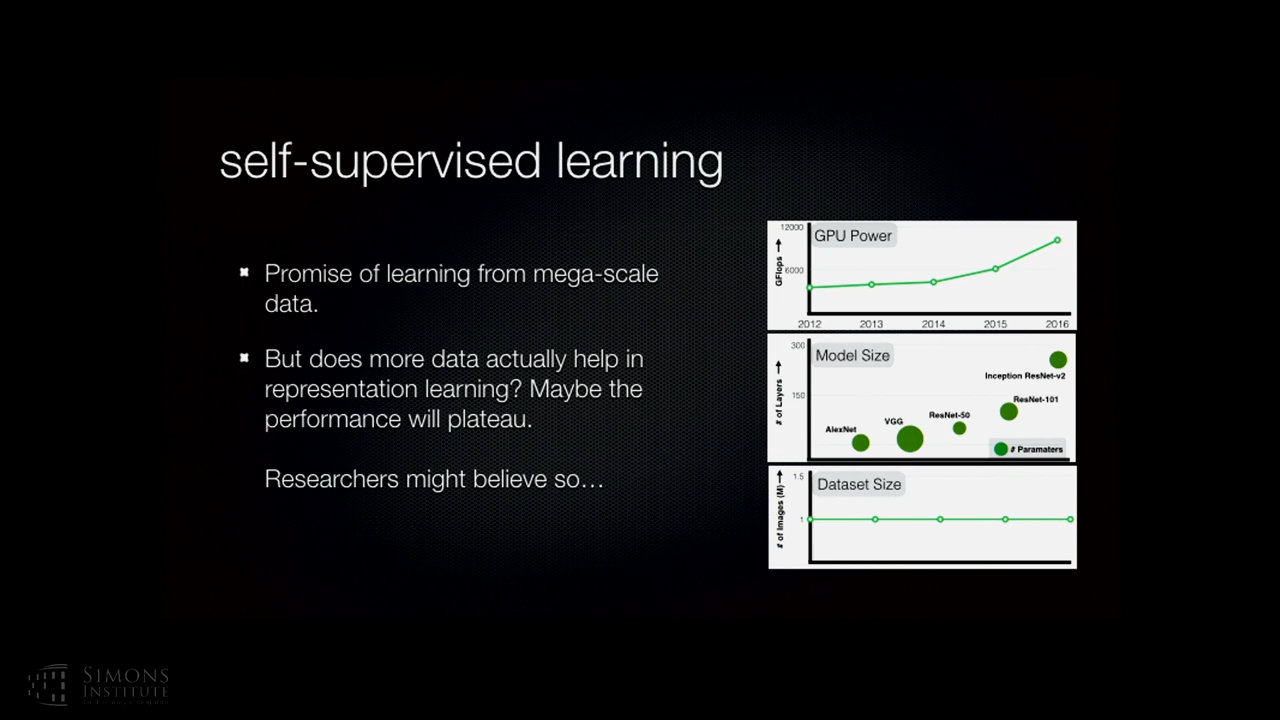 self-supervised learning
Promise of learning from mega-scale
data.
But does more data actually help in
representation learning? Maybe the
performance will plateau.
Researchers might believe so…
GPU Power
12000
6000
GFlops
2012 2013 2014 2015 2016
Model Size
300
150
# of Layers
AlexNet
VGG
ResNet-50
ResNet-101
Inception ResNet-v2
# Paramaters
Dataset Size
1.5
1
# of Images (M)
SIMONS
INSTITUTE